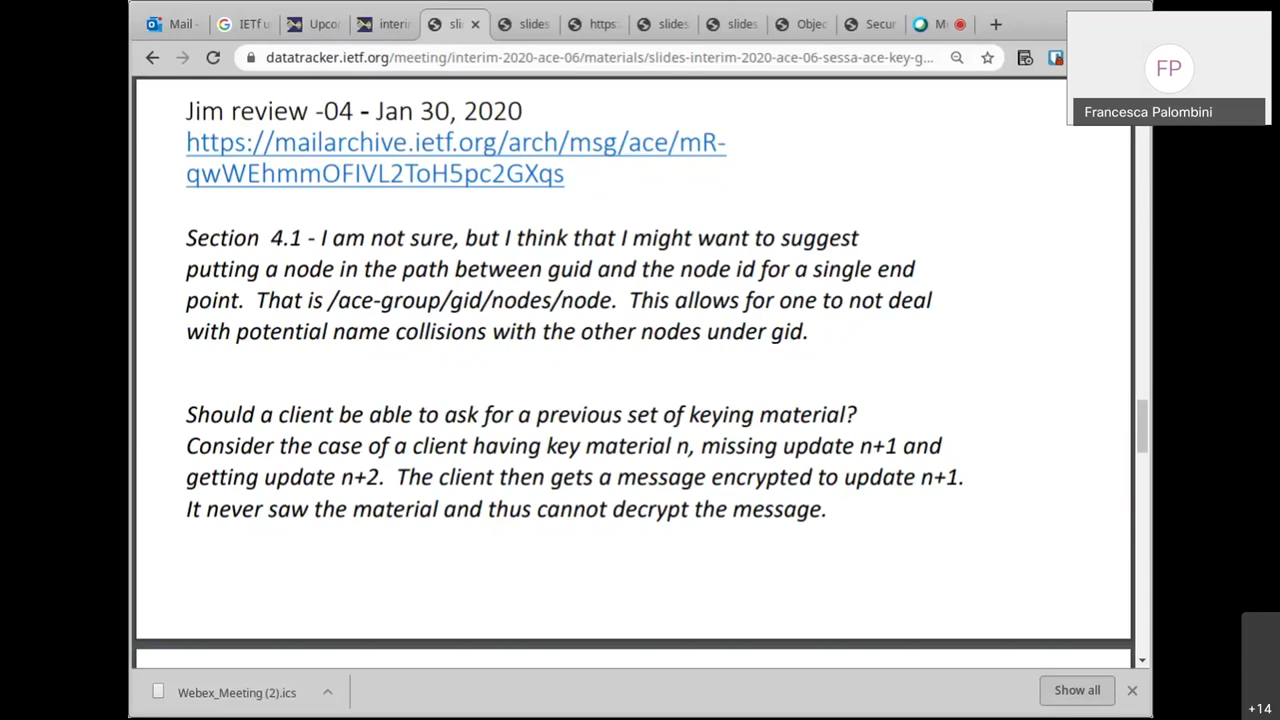 Mail -
IETf u
Upco
interir
sli
slides
https:
slides
slides
Objec
Secur
M
datatracker.ietf.org/meeting/interim-2020-ace-06/materials/slides-interim-2020-ace-06-sessa-ace-key-g...
FP
Francesca Palombini
Jim review -04 - Jan 30, 2020
https://mailarchive.ietf.org/arch/msg/ace/mR-
qwWEhmmOFIVL2ToH5pc2GXqs
Section 4.1 - I am not sure, but I think that I might want to suggest
putting a node in the path between guid and the node id for a single end
point. That is /ace-group/gid/nodes/node. This allows for one to not deal
with potential name collisions with the other nodes under gid.
Should a client be able to ask for a previous set of keying material?
Consider the case of a client having key material n, missing update n+1 and
getting update n+2. The client then gets a message encrypted to update n+1.
It never saw the material and thus cannot decrypt the message.
Webex_Meeting (2).ics
Show all
+14